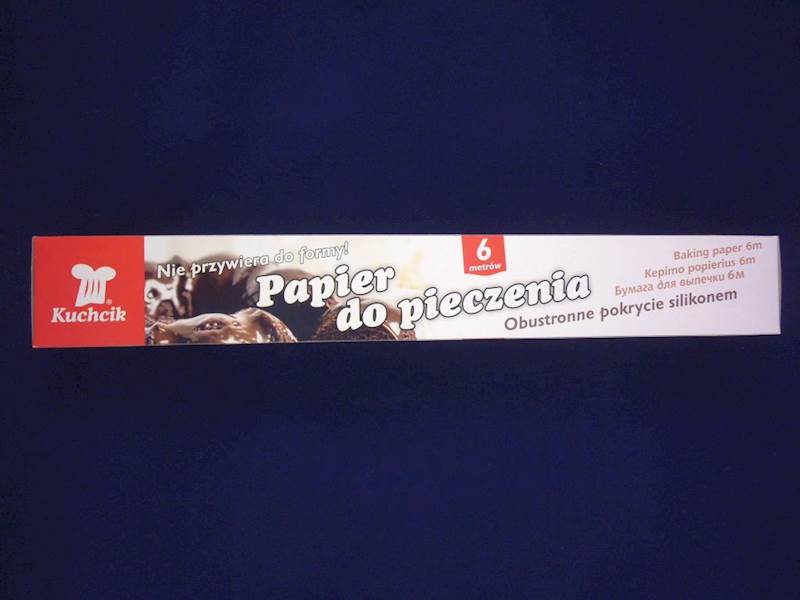 Kuchcik®
Nie przywiera do formy!
Papier
do pieczenia
6
metrów
Baking paper 6m
Kepimo popierius 6m
Бумага для выпечки 6м
Obustronne pokrycie silikonem